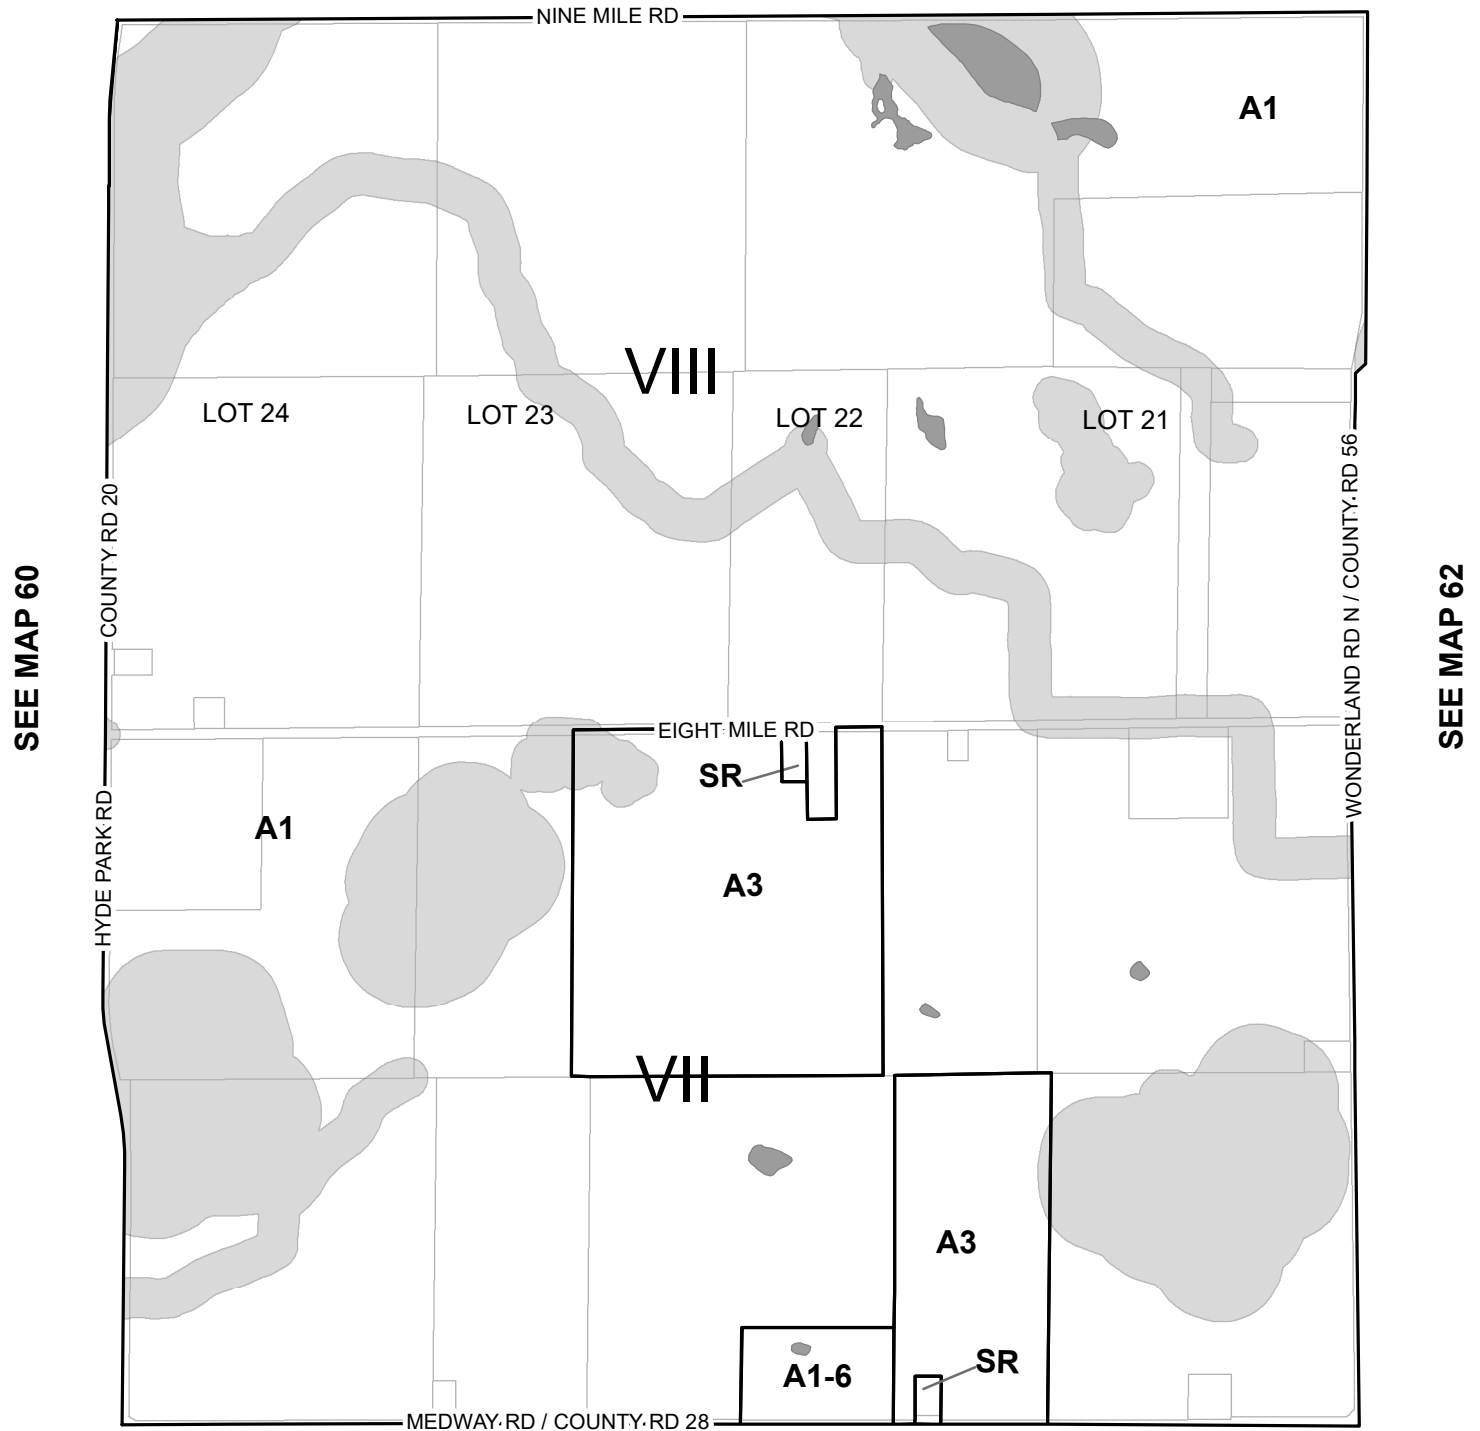 NINE MILE RD
A1
VIII
LOT 24
LOT 23
LOT 22
LOT 21
COUNTY RD 20
WONDERLAND RD N / COUNTY RD 56
SEE MAP 60
SEE MAP 62
EIGHT MILE RD
SR
HYDE PARK RD
A1
A3
VII
A3
SR
A1-6
MEDWAY RD / COUNTY RD 28